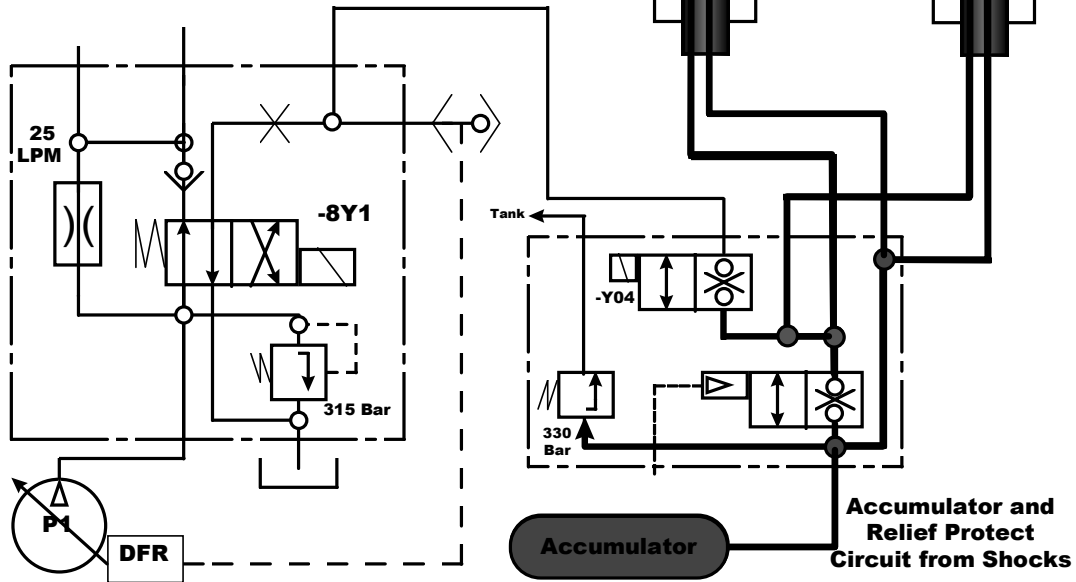 25
LPM
-8Y1
Tank
-Y04
315 Bar
330
Bar
P1
DFR
Accumulator
Accumulator and
Relief Protect
Circuit from Shocks